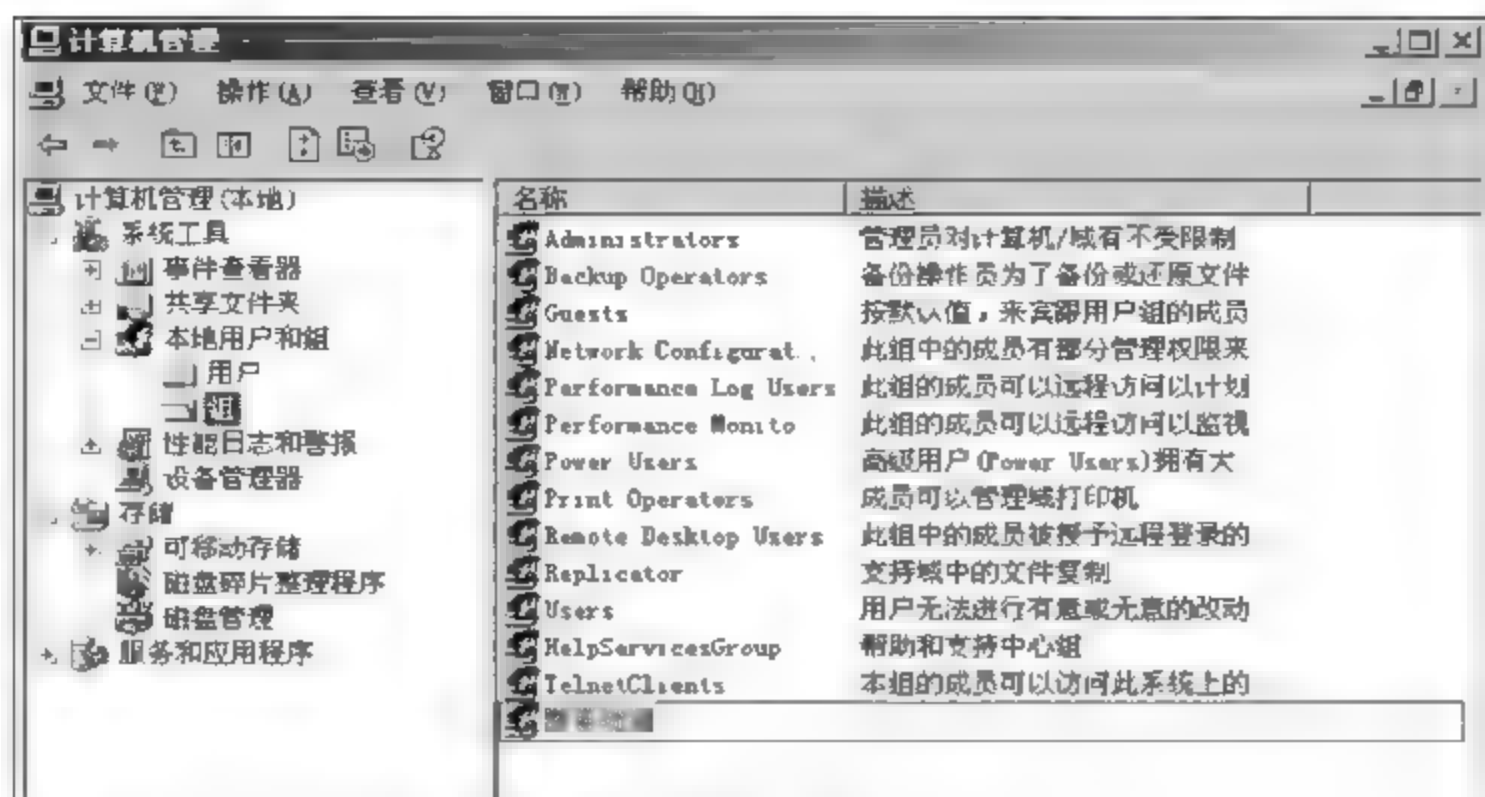 计算机管理
文件(F) 操作(A) 查看(V) 窗口(W) 帮助(H)
计算机管理(本地)
系统工具
事件查看器
共享文件夹
本地用户和组
用户
组
性能日志和警报
设备管理器
存储
可移动存储
磁盘碎片整理程序
磁盘管理
服务和应用程序
名称 描述
Administrators 管理员对计算机/域有不受限制
Backup Operators 备份操作员为了备份或还原文件
Guests 按默认值，来宾跟用户组的成员
Network Configurat.. 此组中的成员有部分管理权限来
Performance Log Users 此组的成员可以远程访问以计划
Performance Monito 此组的成员可以远程访问以监视
Power Users 高级用户(Power Users)拥有大
Print Operators 成员可以管理域打印机
Remote Desktop Users 此组中的成员被授予远程登录的
Replicator 支持域中的文件复制
Users 用户无法进行有意或无意的改动
HelpServicesGroup 帮助和支持中心组
TelnetClients 本组的成员可以访问此系统上的